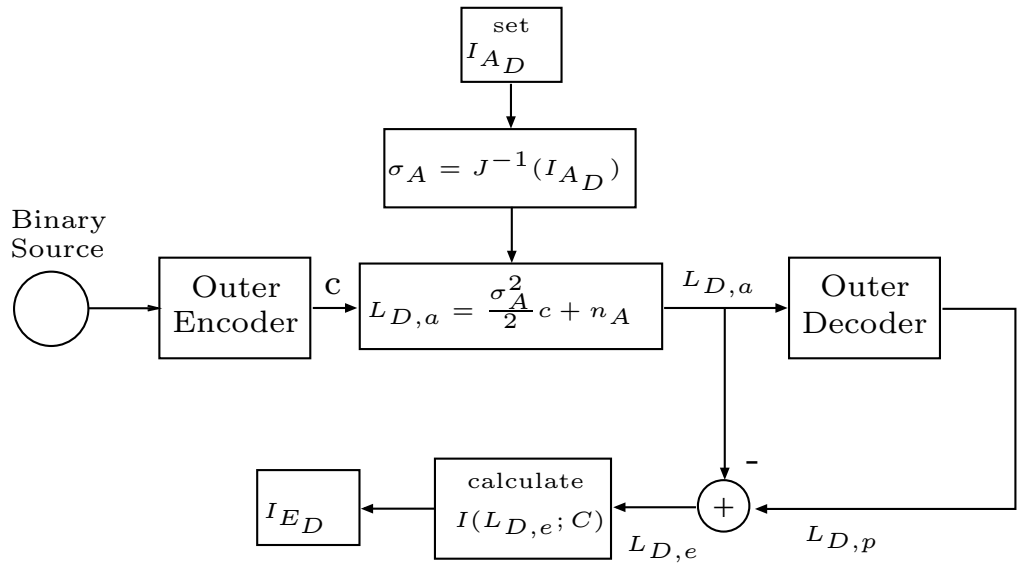 set
I_{A_D}
σ_A = J^{-1}(I_{A_D})
Binary
Source
Outer
Encoder
c
L_{D,a} = \frac{σ_A^2}{2} c + n_A
L_{D,a}
Outer
Decoder
-
+
L_{D,p}
L_{D,e}
calculate
I(L_{D,e}; C)
I_{E_D}